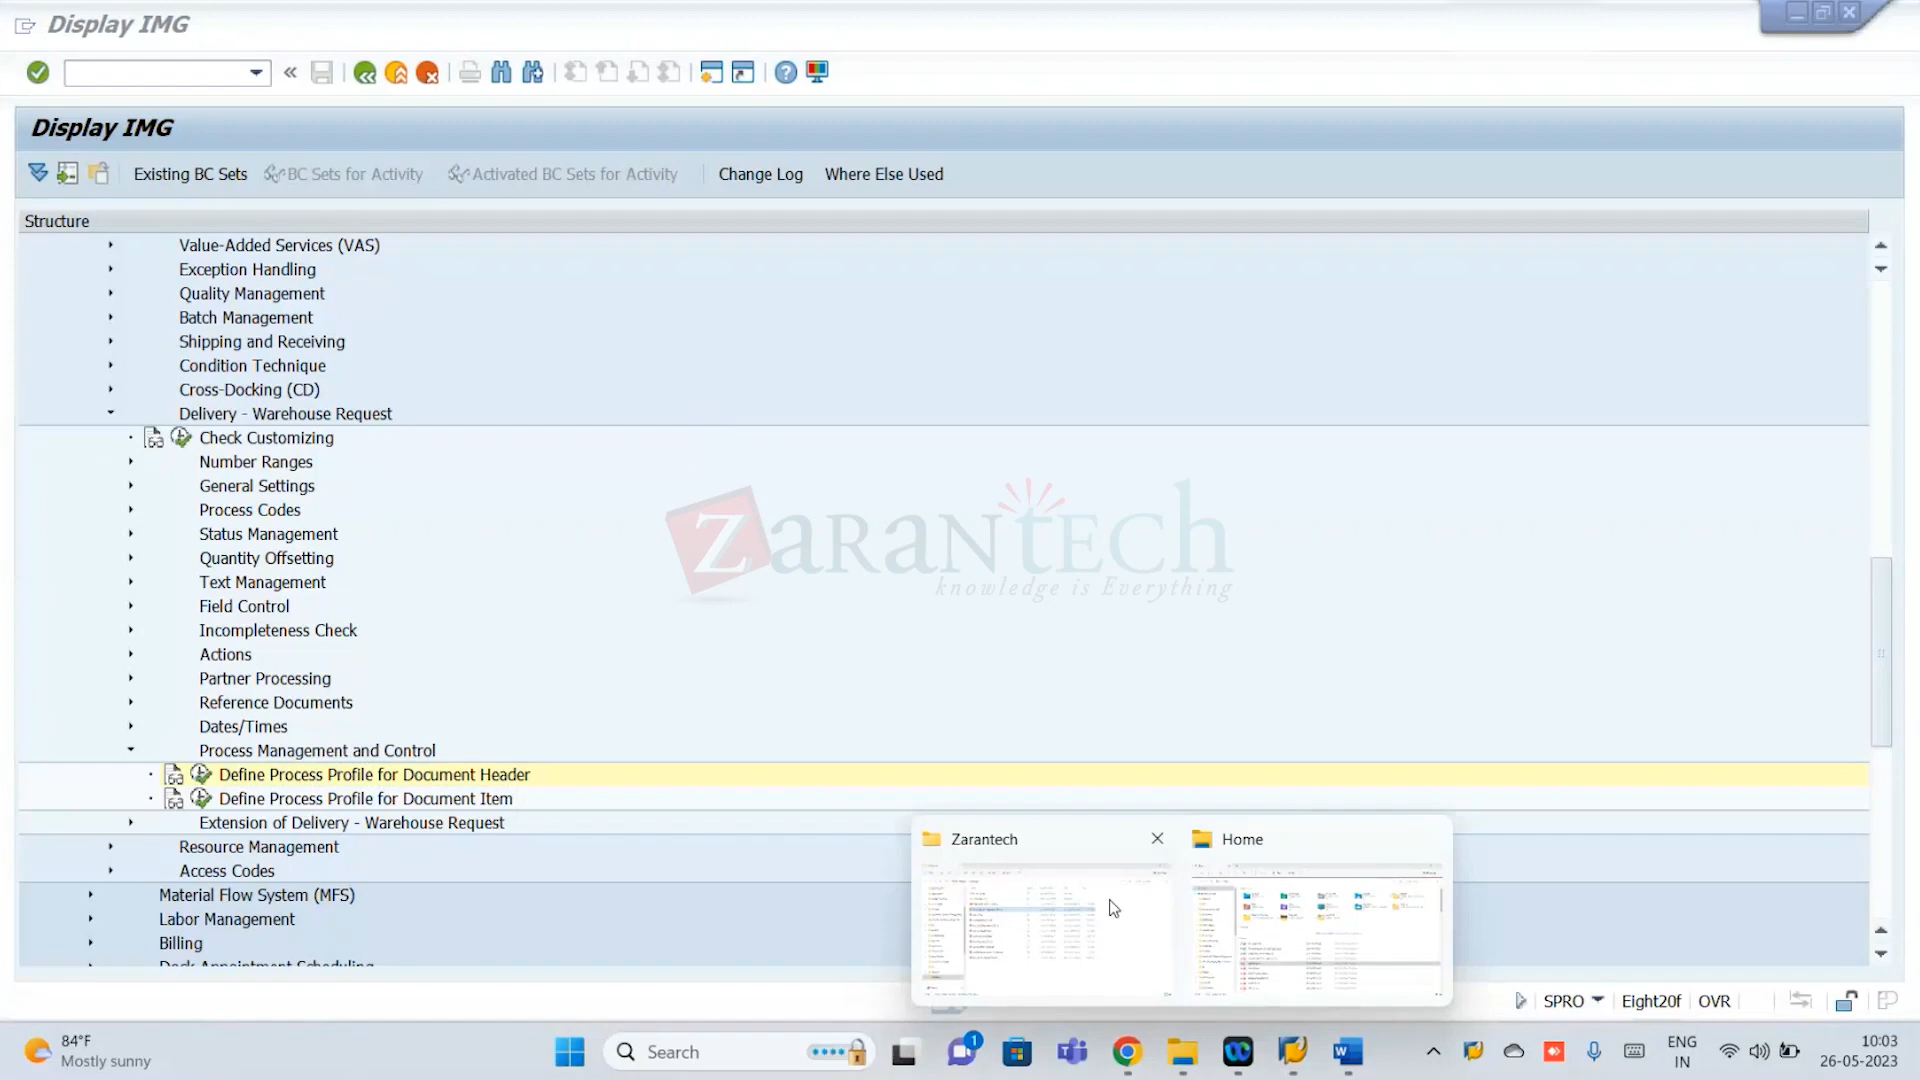 Display IMG
Display IMG
Existing BC Sets
BC Sets for Activity
Activated BC Sets for Activity
Change Log
Where Else Used
Structure
Value-Added Services (VAS)
Exception Handling
Quality Management
Batch Management
Shipping and Receiving
Condition Technique
Cross-Docking (CD)
Delivery - Warehouse Request
Check Customizing
Number Ranges
General Settings
Process Codes
Status Management
Quantity Offsetting
Text Management
Field Control
Incompleteness Check
Actions
Partner Processing
Reference Documents
Dates/Times
Process Management and Control
Define Process Profile for Document Header
Define Process Profile for Document Item
Extension of Delivery - Warehouse Request
Resource Management
Access Codes
Material Flow System (MFS)
Labor Management
Billing
Dock Appointment Scheduling
ZaranTech
knowledge is Everything
Zarantech
Home
SPRO
Eight20f
OVR
84°F
Mostly sunny
Search
1
ENG
IN
10:03
26-05-2023